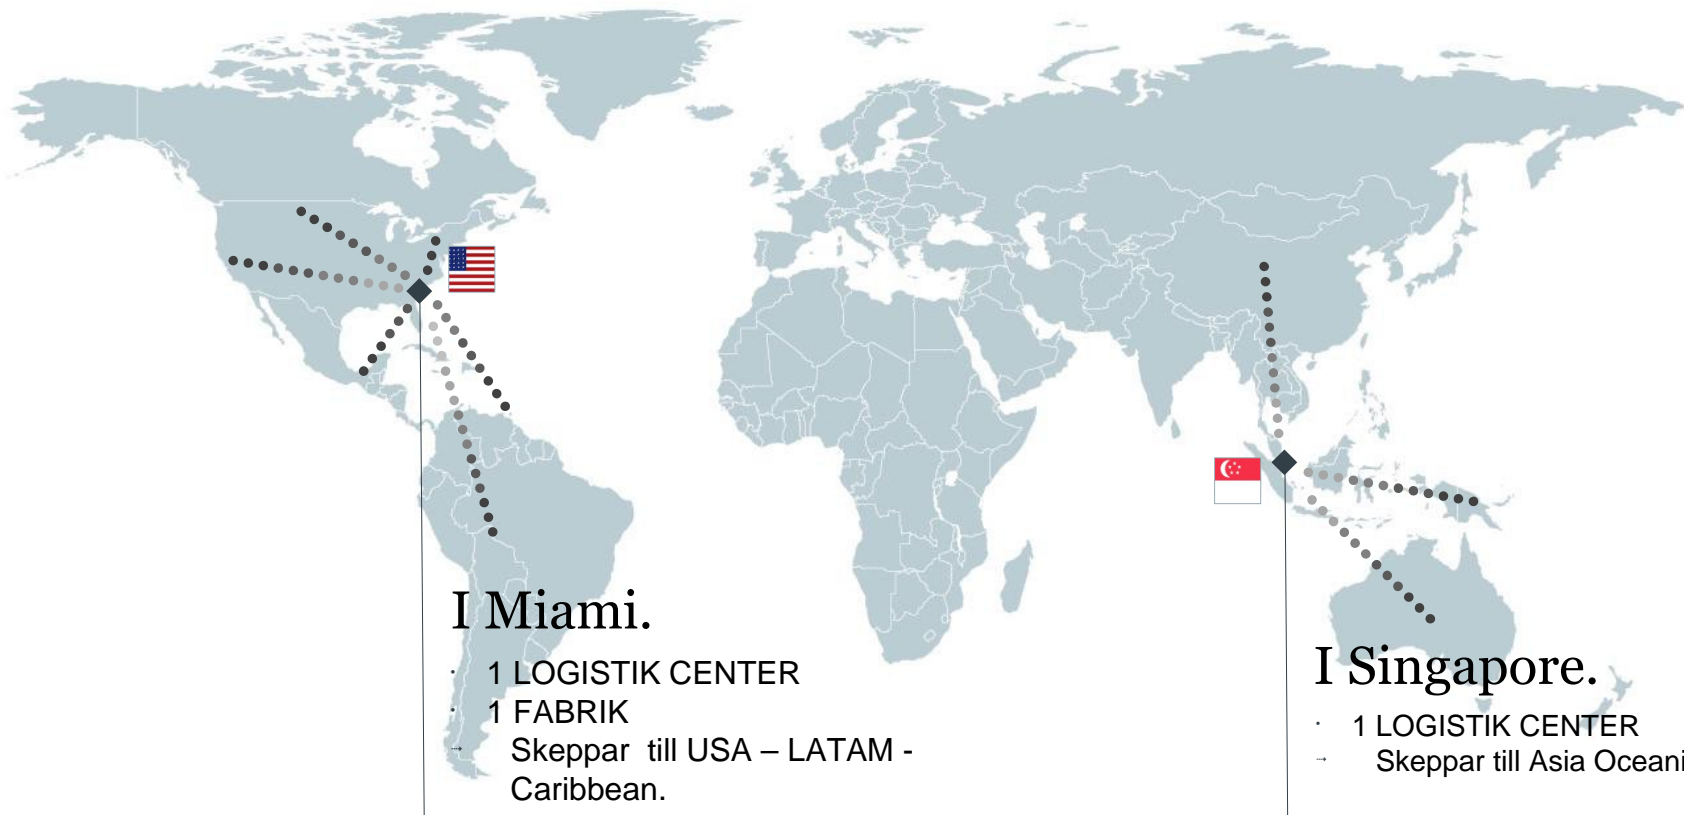 I Miami.
· 1 LOGISTIK CENTER
· 1 FABRIK
→ Skeppar till USA – LATAM -
Caribbean.
I Singapore.
· 1 LOGISTIK CENTER
→ Skeppar till Asia Oceani